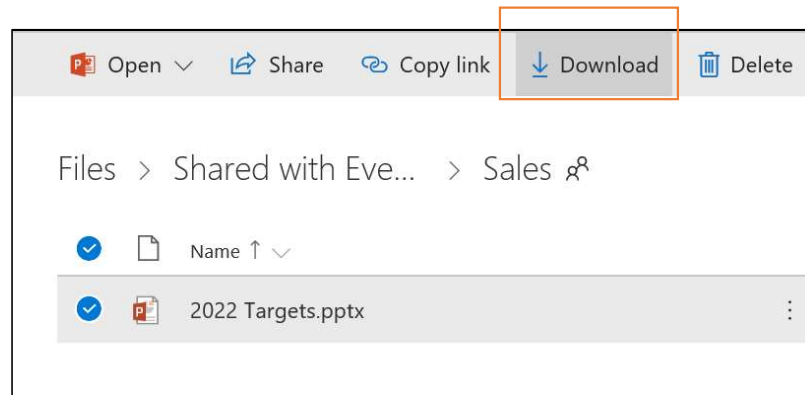 Open Share Copy link Download Delete
Files > Shared with Eve... > Sales
Name ↑
2022 Targets.pptx